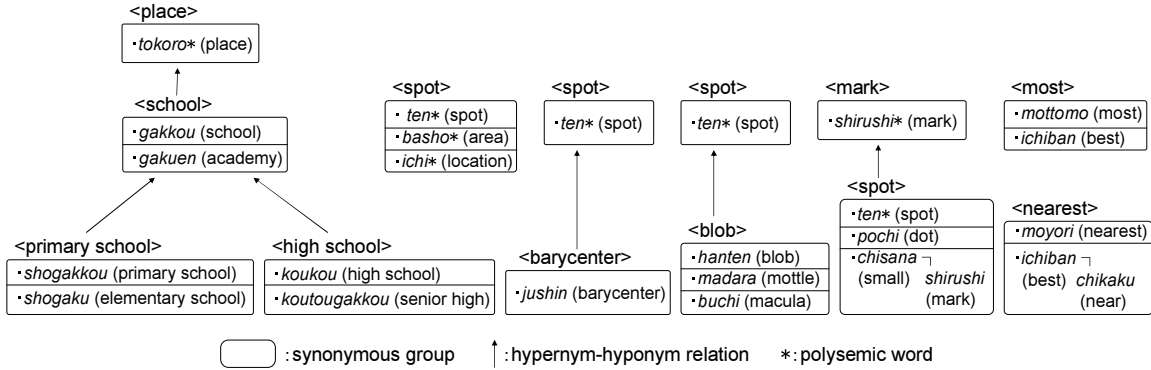 <place>
・tokoro* (place)
<school>
・gakkou (school)
・gakuen (academy)
<primary school>
・shogakkou (primary school)
・shogaku (elementary school)
<high school>
・koukou (high school)
・koutougakkou (senior high)
<spot>
・ten* (spot)
・basho* (area)
・ichi* (location)
<spot>
・ten* (spot)
<barycenter>
・jushin (barycenter)
<spot>
・ten* (spot)
<blob>
・hanten (blob)
・madara (mottle)
・buchi (macula)
<mark>
・shirushi* (mark)
<spot>
・ten* (spot)
・pochi (dot)
・chisana
(small) shirushi
(mark)
<most>
・mottomo (most)
・ichiban (best)
<nearest>
・moyori (nearest)
・ichiban
(best) chikaku
(near)
:synonymous group :hypernym-hyponym relation *:polysemic word